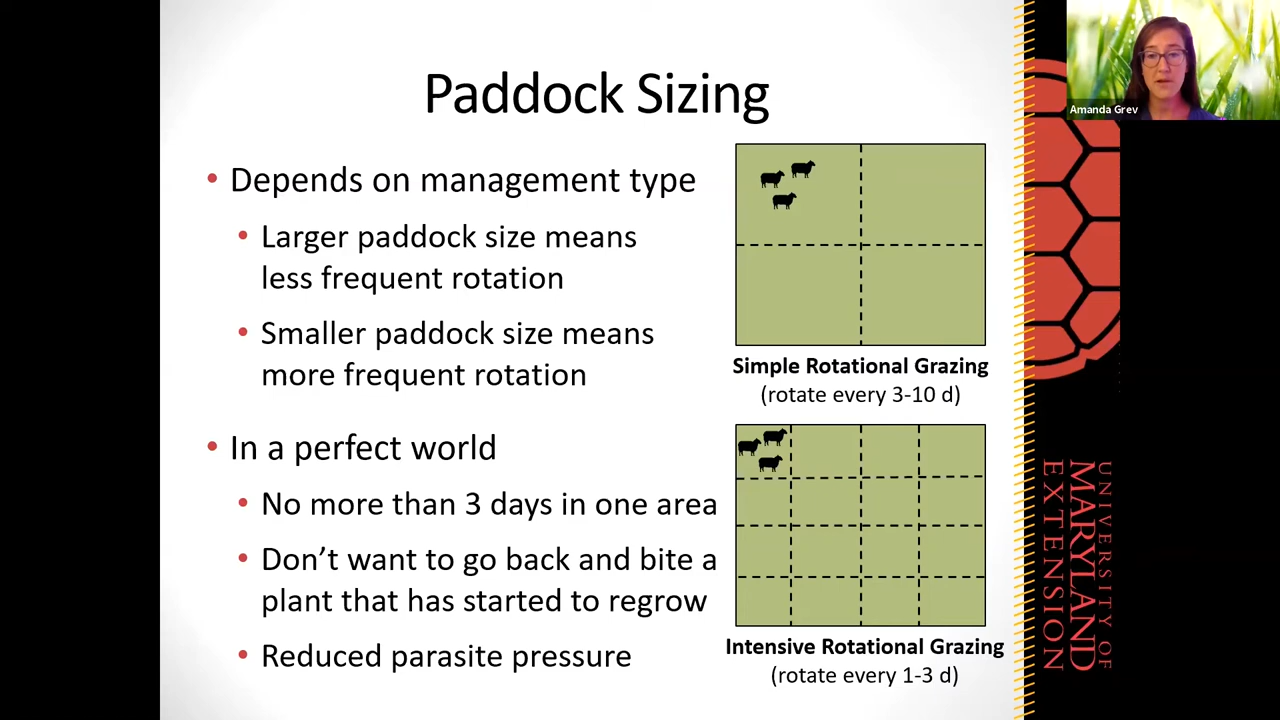 Paddock Sizing
• Depends on management type
• Larger paddock size means
less frequent rotation
• Smaller paddock size means
more frequent rotation
• In a perfect world
• No more than 3 days in one area
• Don’t want to go back and bite a
plant that has started to regrow
• Reduced parasite pressure
Simple Rotational Grazing
(rotate every 3-10 d)
Intensive Rotational Grazing
(rotate every 1-3 d)
Amanda Grev
UNIVERSITY OF
MARYLAND
EXTENSION